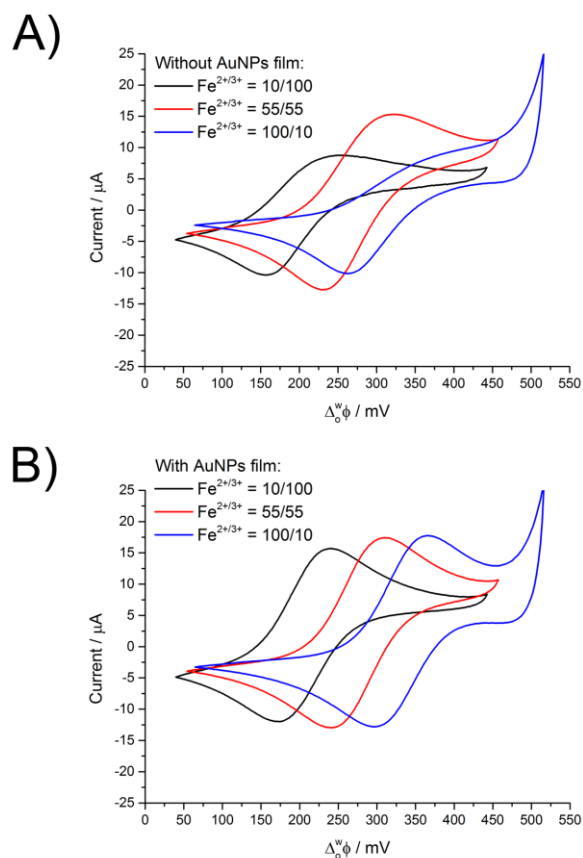 A)
Without AuNPs film:
Fe²⁺/³⁺ = 10/100
Fe²⁺/³⁺ = 55/55
Fe²⁺/³⁺ = 100/10
25
20
15
10
5
0
-5
-10
-15
-20
-25
Current / µA
0 50 100 150 200 250 300 350 400 450 500 550
Δ_o^w ϕ / mV
B)
With AuNPs film:
Fe²⁺/³⁺ = 10/100
Fe²⁺/³⁺ = 55/55
Fe²⁺/³⁺ = 100/10
25
20
15
10
5
0
-5
-10
-15
-20
-25
Current / µA
0 50 100 150 200 250 300 350 400 450 500 550
Δ_o^w ϕ / mV